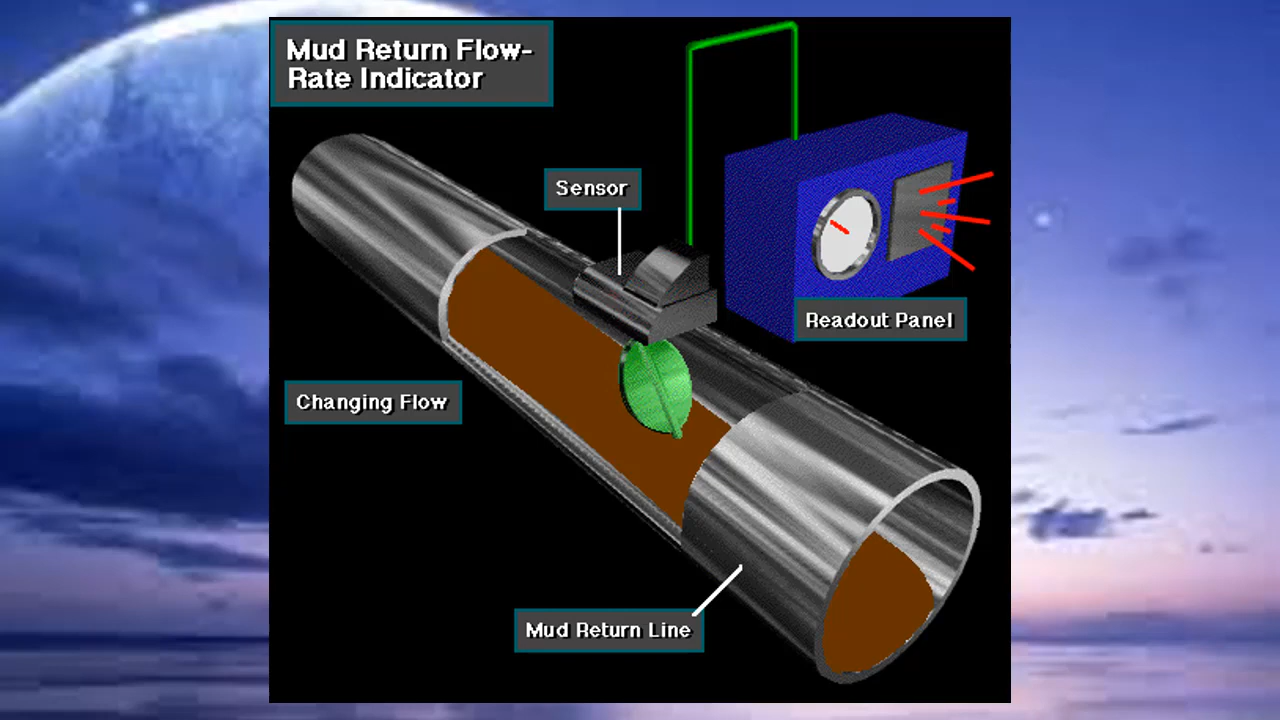 Mud Return Flow-
Rate Indicator
Sensor
Readout Panel
Changing Flow
Mud Return Line